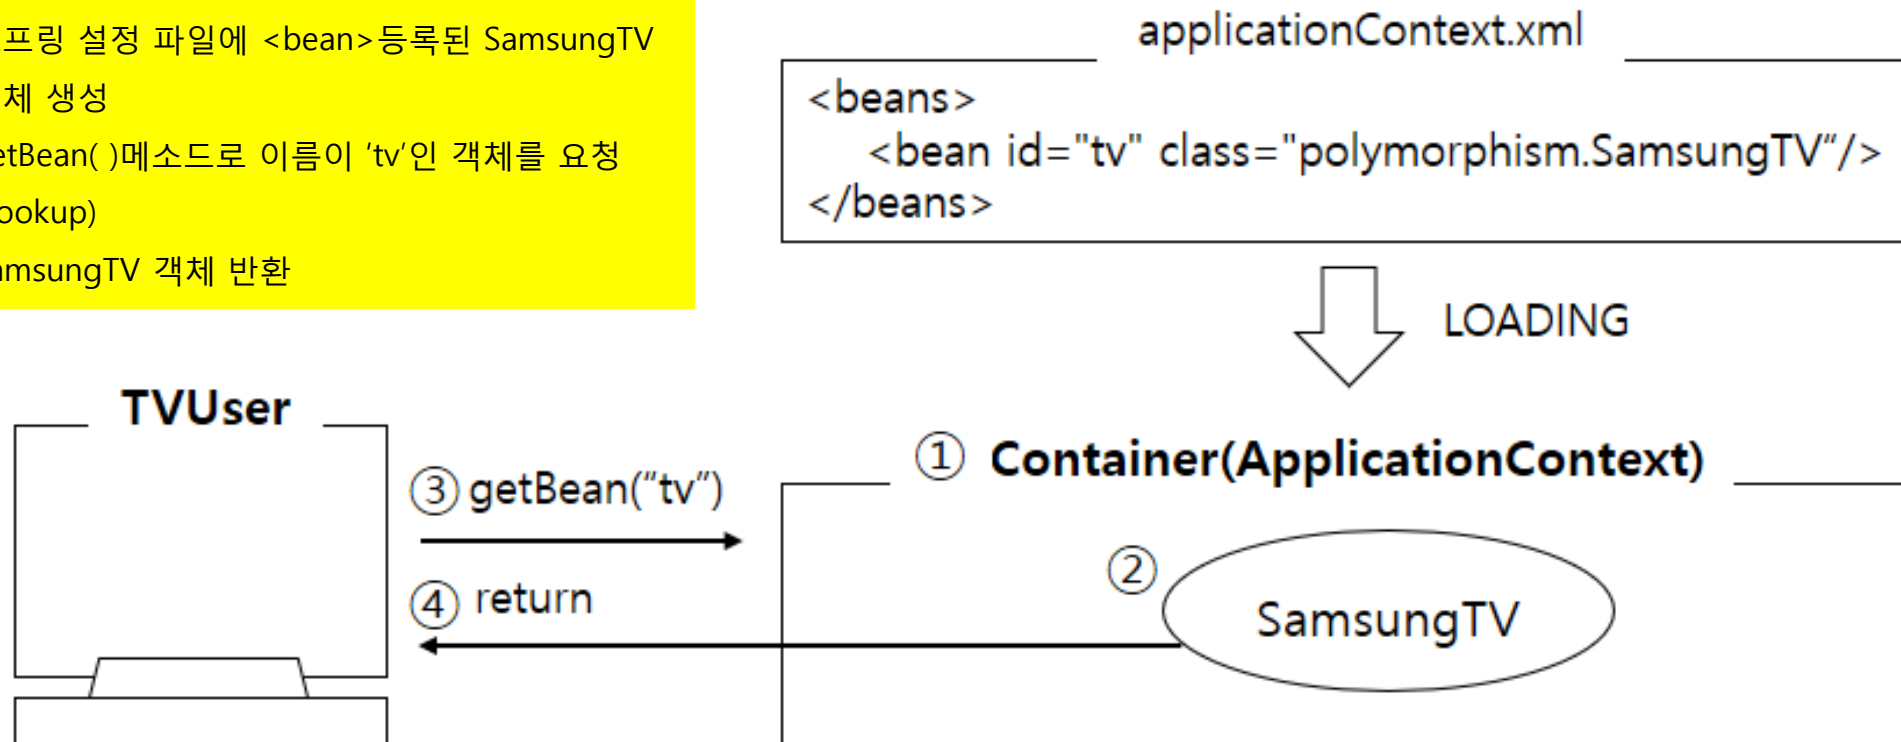 프링 설정 파일에 <bean>등록된 SamsungTV
체 생성
etBean( )메소드로 이름이 ‘tv’인 객체를 요청
ookup)
amsungTV 객체 반환
applicationContext.xml
<beans>
<bean id="tv" class="polymorphism.SamsungTV"/>
</beans>
LOADING
TVUser
① Container(ApplicationContext)
③ getBean(“tv”)
②
SamsungTV
④ return